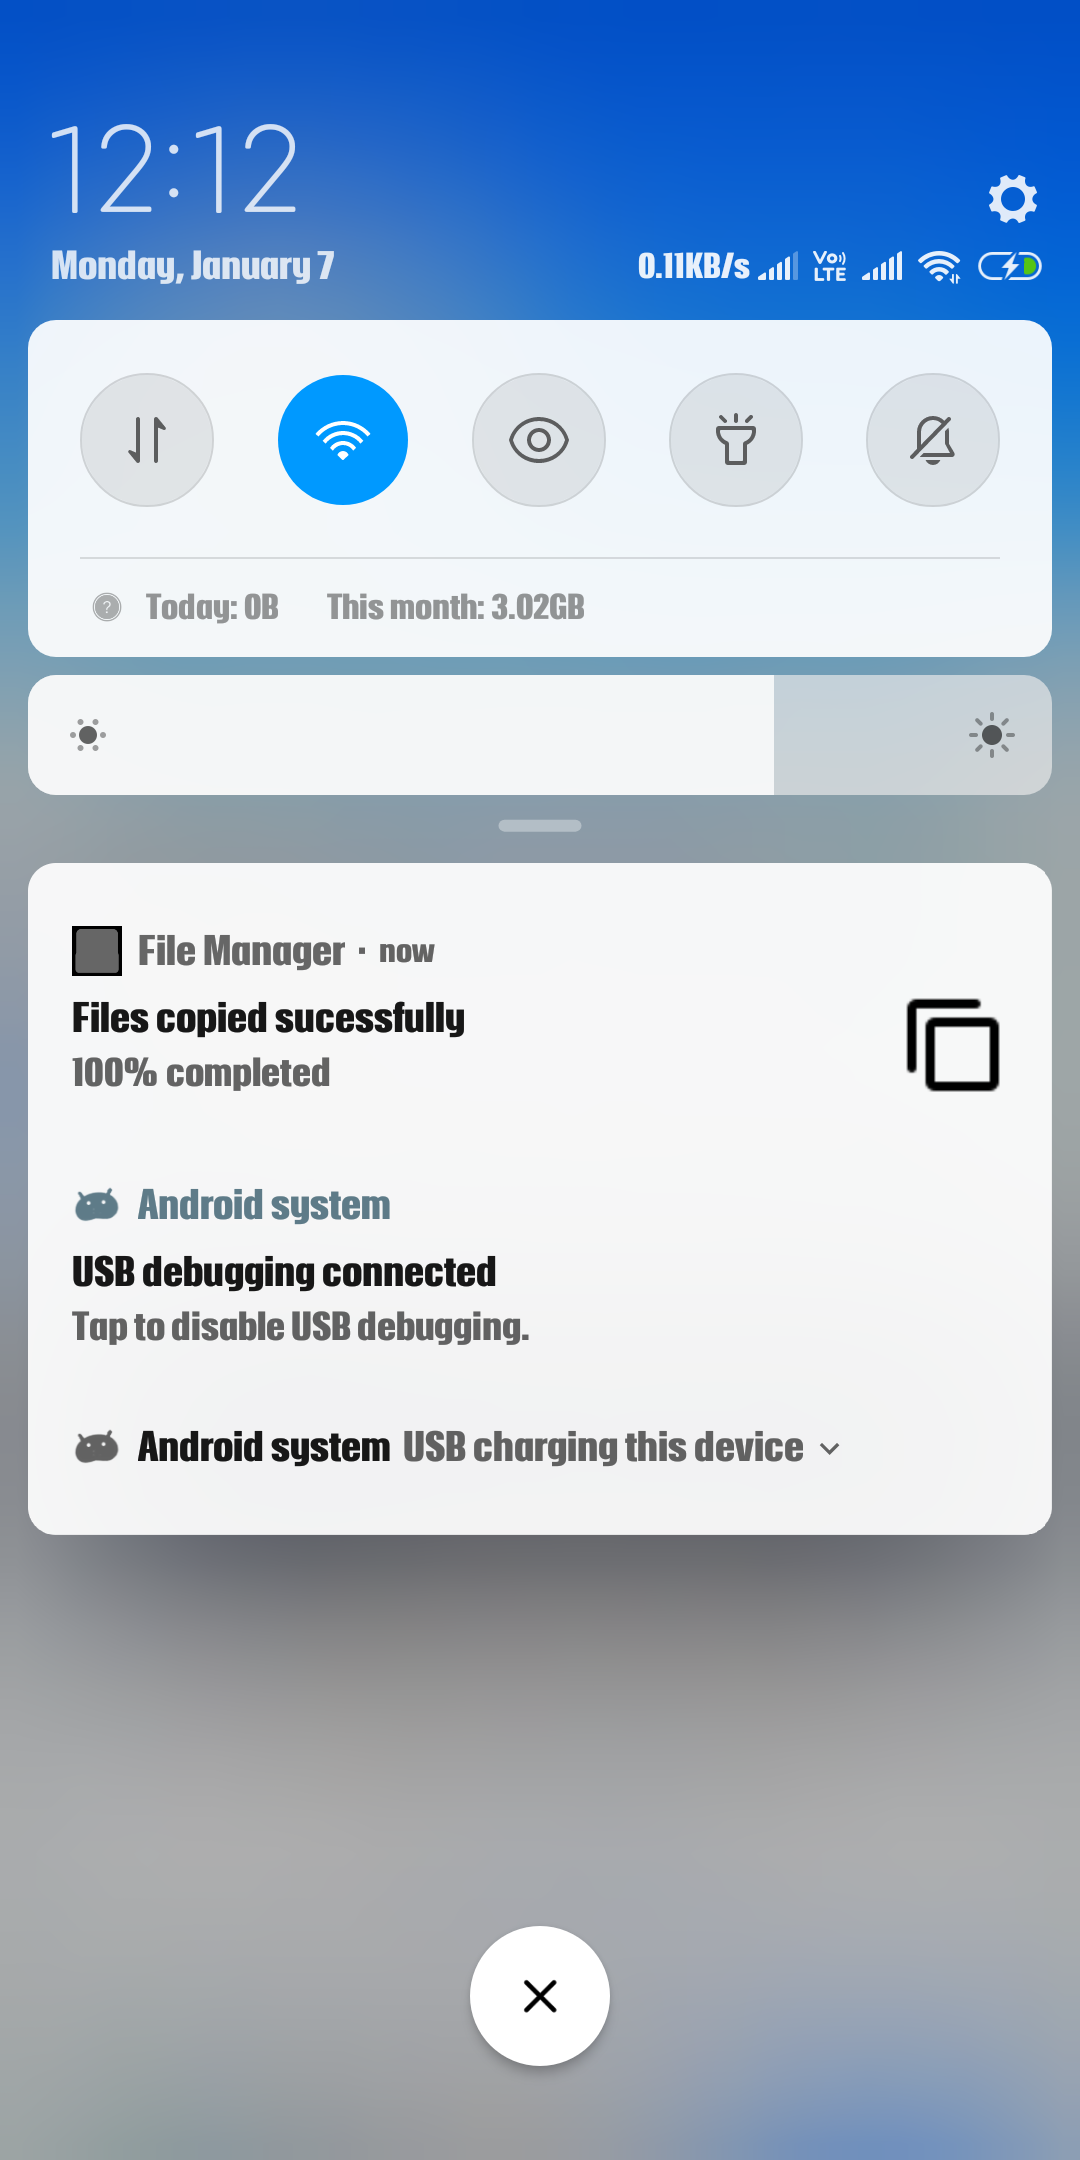 12:12
Monday, January 7
0.11KB/s
Vo LTE
Today: 0B This month: 3.02GB
File Manager · now
Files copied sucessfully
100% completed
Android system
USB debugging connected
Tap to disable USB debugging.
Android system USB charging this device